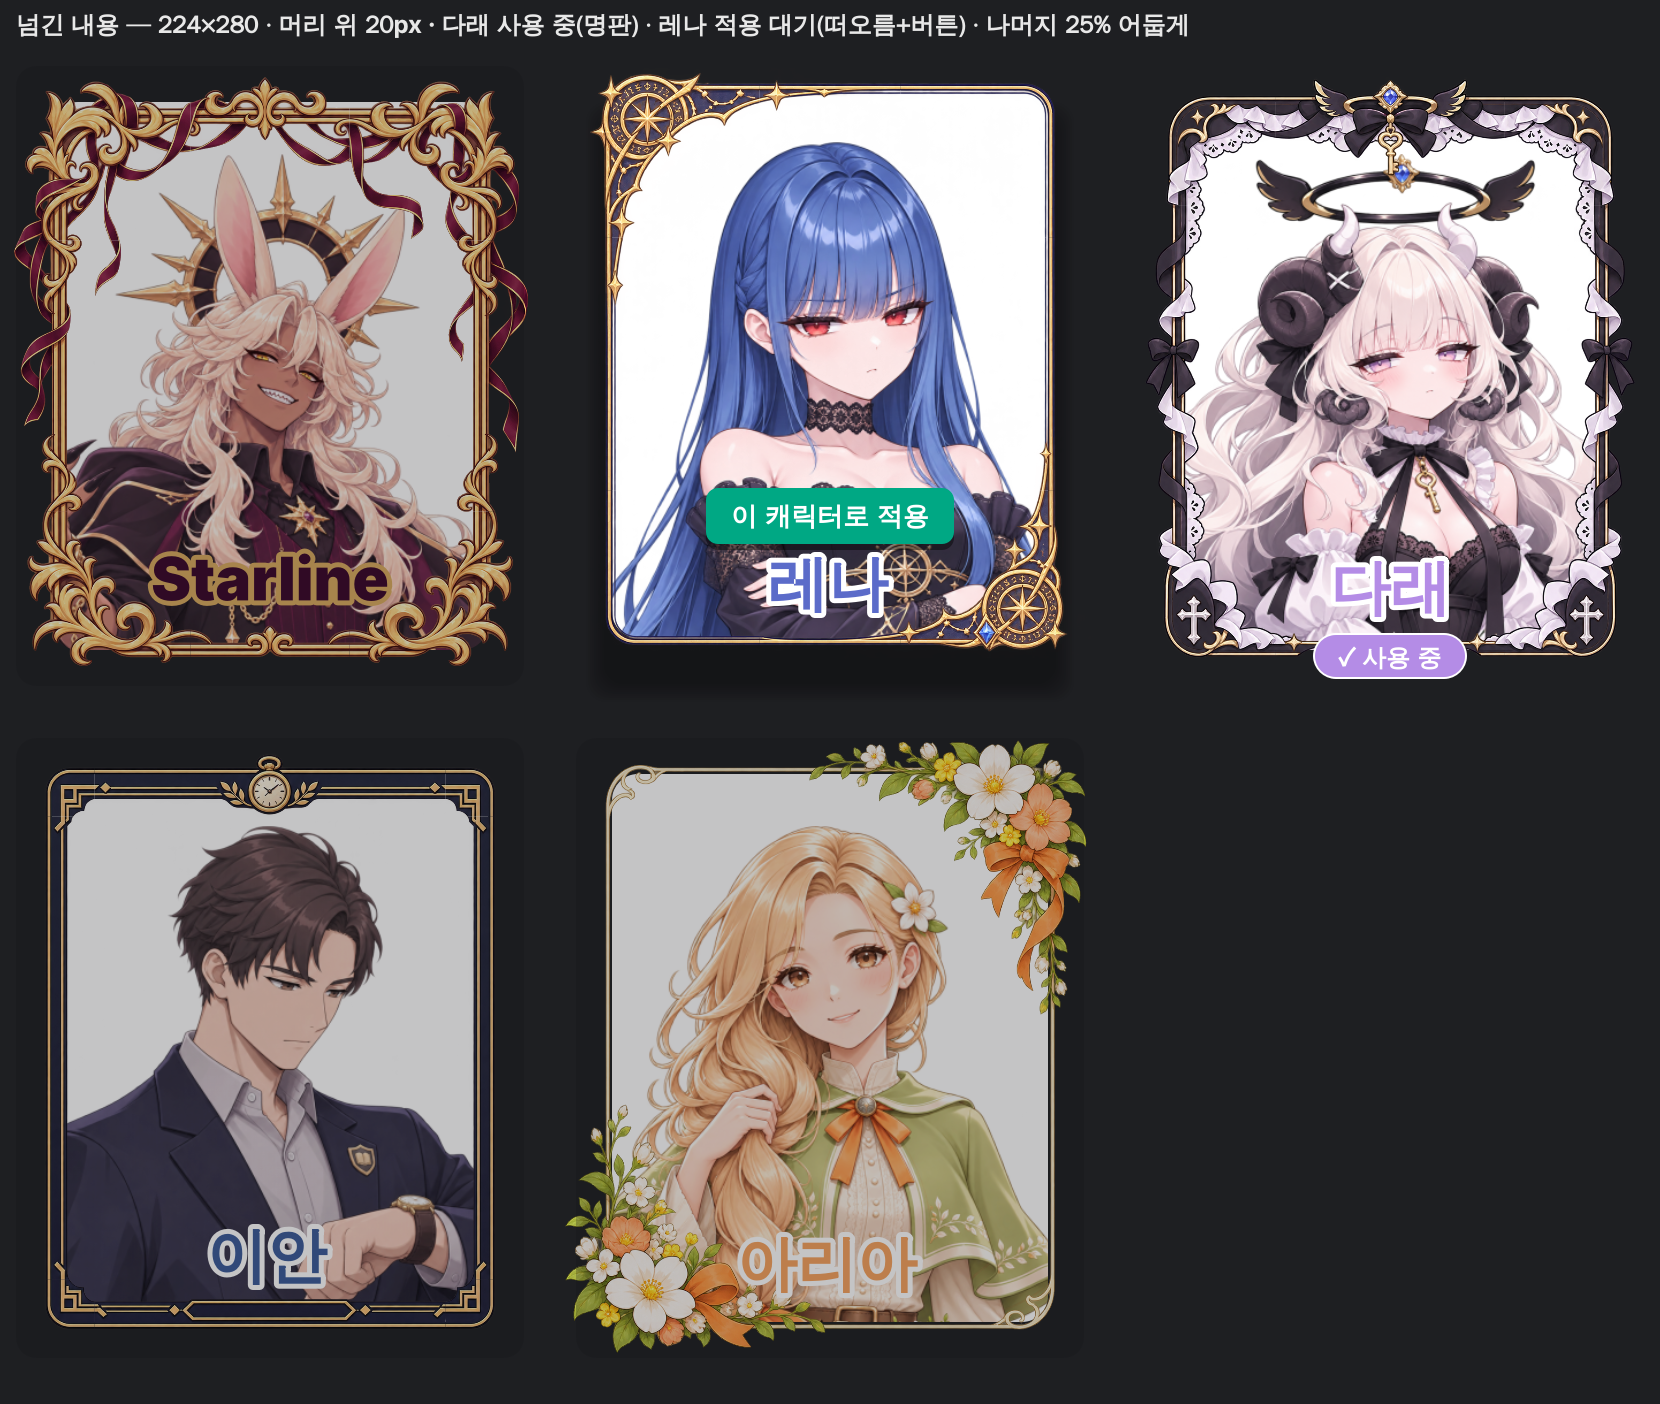 넘긴 내용 — 224×280 · 머리 위 20px · 다래 사용 중(명판) · 레나 적용 대기(떠오름+버튼) · 나머지 25% 어둡게
Starline
이 캐릭터로 적용
레나
다래
✓ 사용 중
이안
아리아